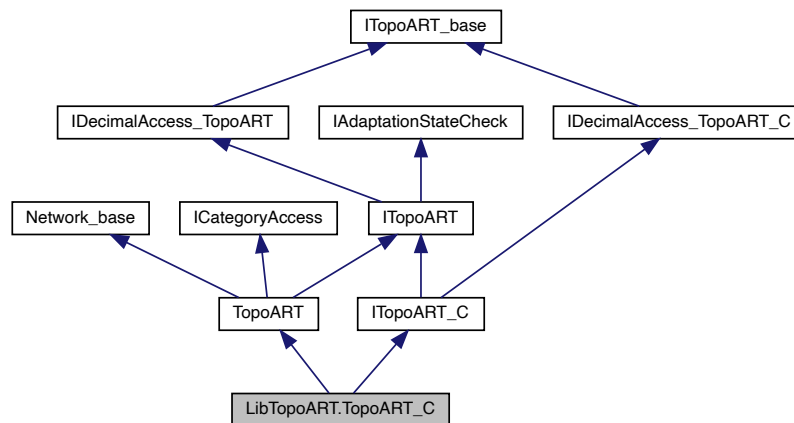 ITopoART_base
IDecimalAccess_TopoART
IAdaptationStateCheck
IDecimalAccess_TopoART_C
Network_base
ICategoryAccess
ITopoART
TopoART
ITopoART_C
LibTopoART.TopoART_C